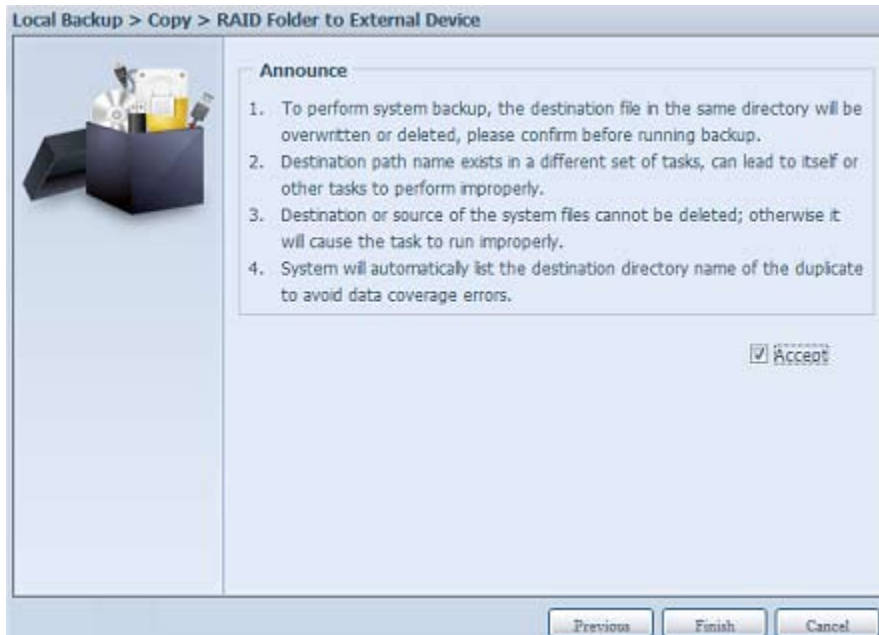 Local Backup > Copy > RAID Folder to External Device
Announce
1. To perform system backup, the destination file in the same directory will be
overwritten or deleted, please confirm before running backup.
2. Destination path name exists in a different set of tasks, can lead to itself or
other tasks to perform improperly.
3. Destination or source of the system files cannot be deleted; otherwise it
will cause the task to run improperly.
4. System will automatically list the destination directory name of the duplicate
to avoid data coverage errors.
Accept
Previous Finish Cancel